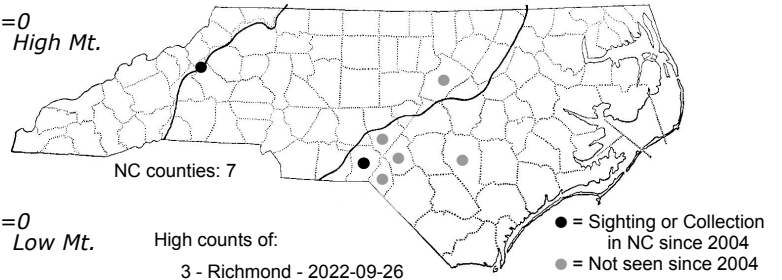 =0
High Mt.
NC counties: 7
=0
Low Mt.
High counts of:
3 - Richmond - 2022-09-26
● = Sighting or Collection
in NC since 2004
● = Not seen since 2004